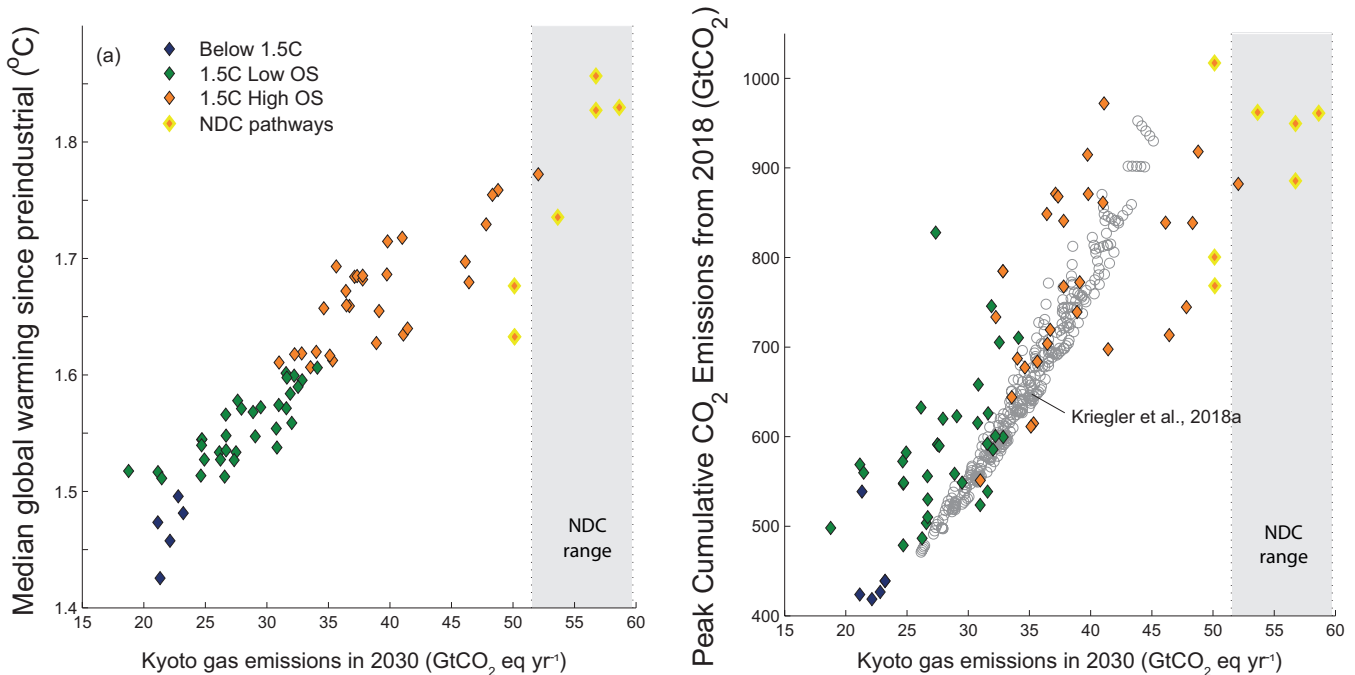 Median global warming since preindustrial (°C)
(a)
Below 1.5C
1.5C Low OS
1.5C High OS
NDC pathways
1.8
1.7
1.6
1.5
1.4
NDC
range
15 20 25 30 35 40 45 50 55 60
Kyoto gas emissions in 2030 (GtCO₂ eq yr⁻¹)
Peak Cumulative CO₂ Emissions from 2018 (GtCO₂)
1000
900
800
700
600
500
400
Kriegler et al., 2018a
NDC
range
15 20 25 30 35 40 45 50 55 60
Kyoto gas emissions in 2030 (GtCO₂ eq yr⁻¹)